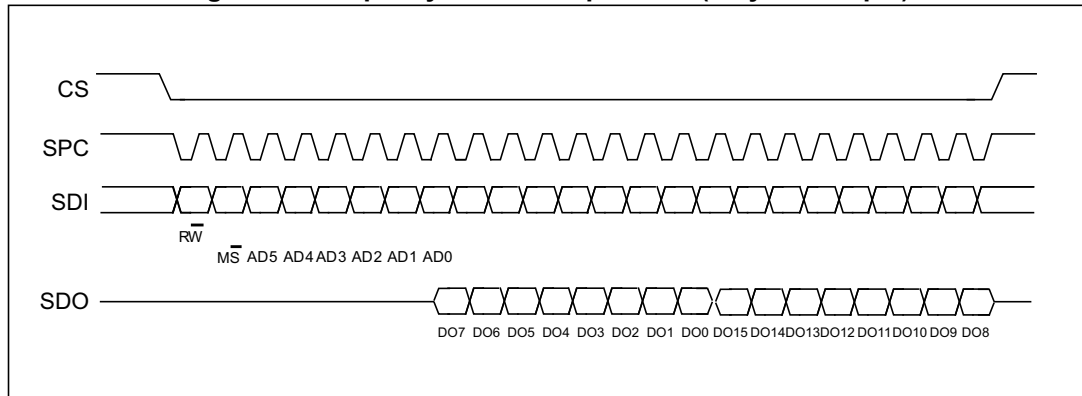 CS
SPC
SDI
RW
MS AD5 AD4 AD3 AD2 AD1 AD0
SDO
DO7 DO6 DO5 DO4 DO3 DO2 DO1 DO0 DO15 DO14 DO13 DO12 DO11 DO10 DO9 DO8